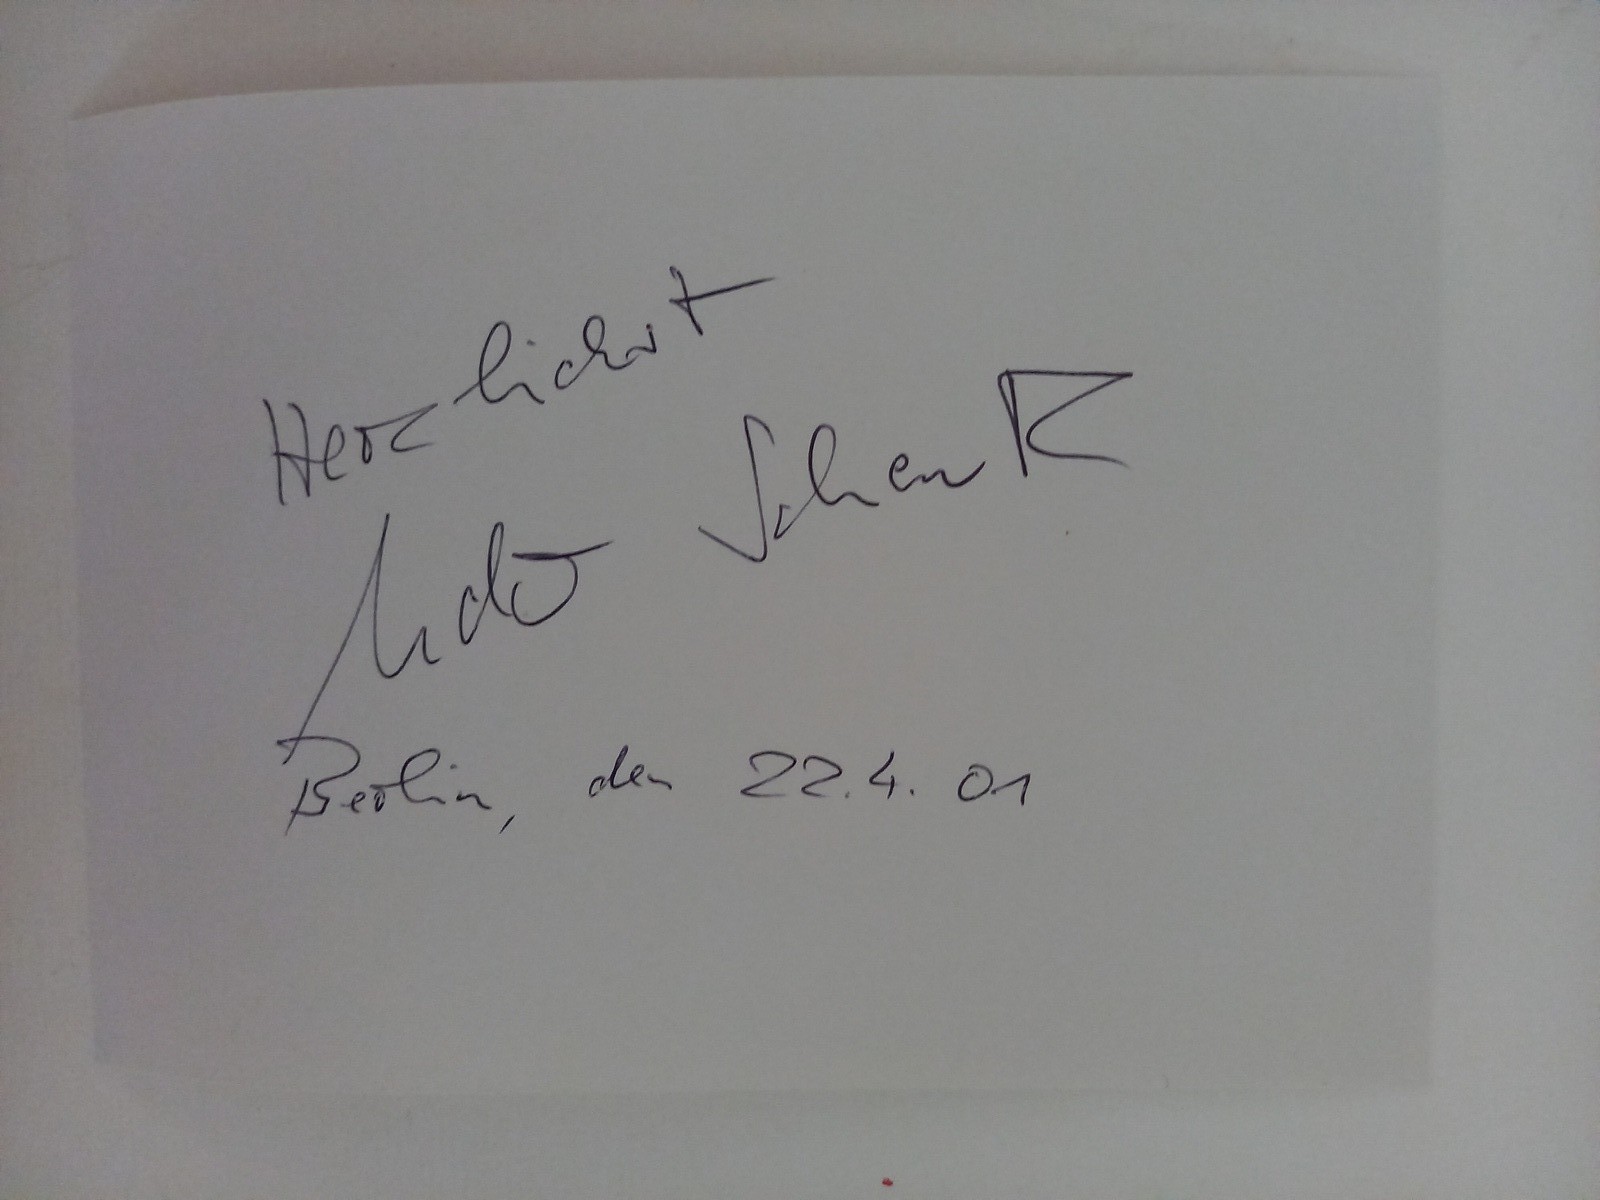 Herzlichst
Udo Schenk
Berlin, den 22.4.01